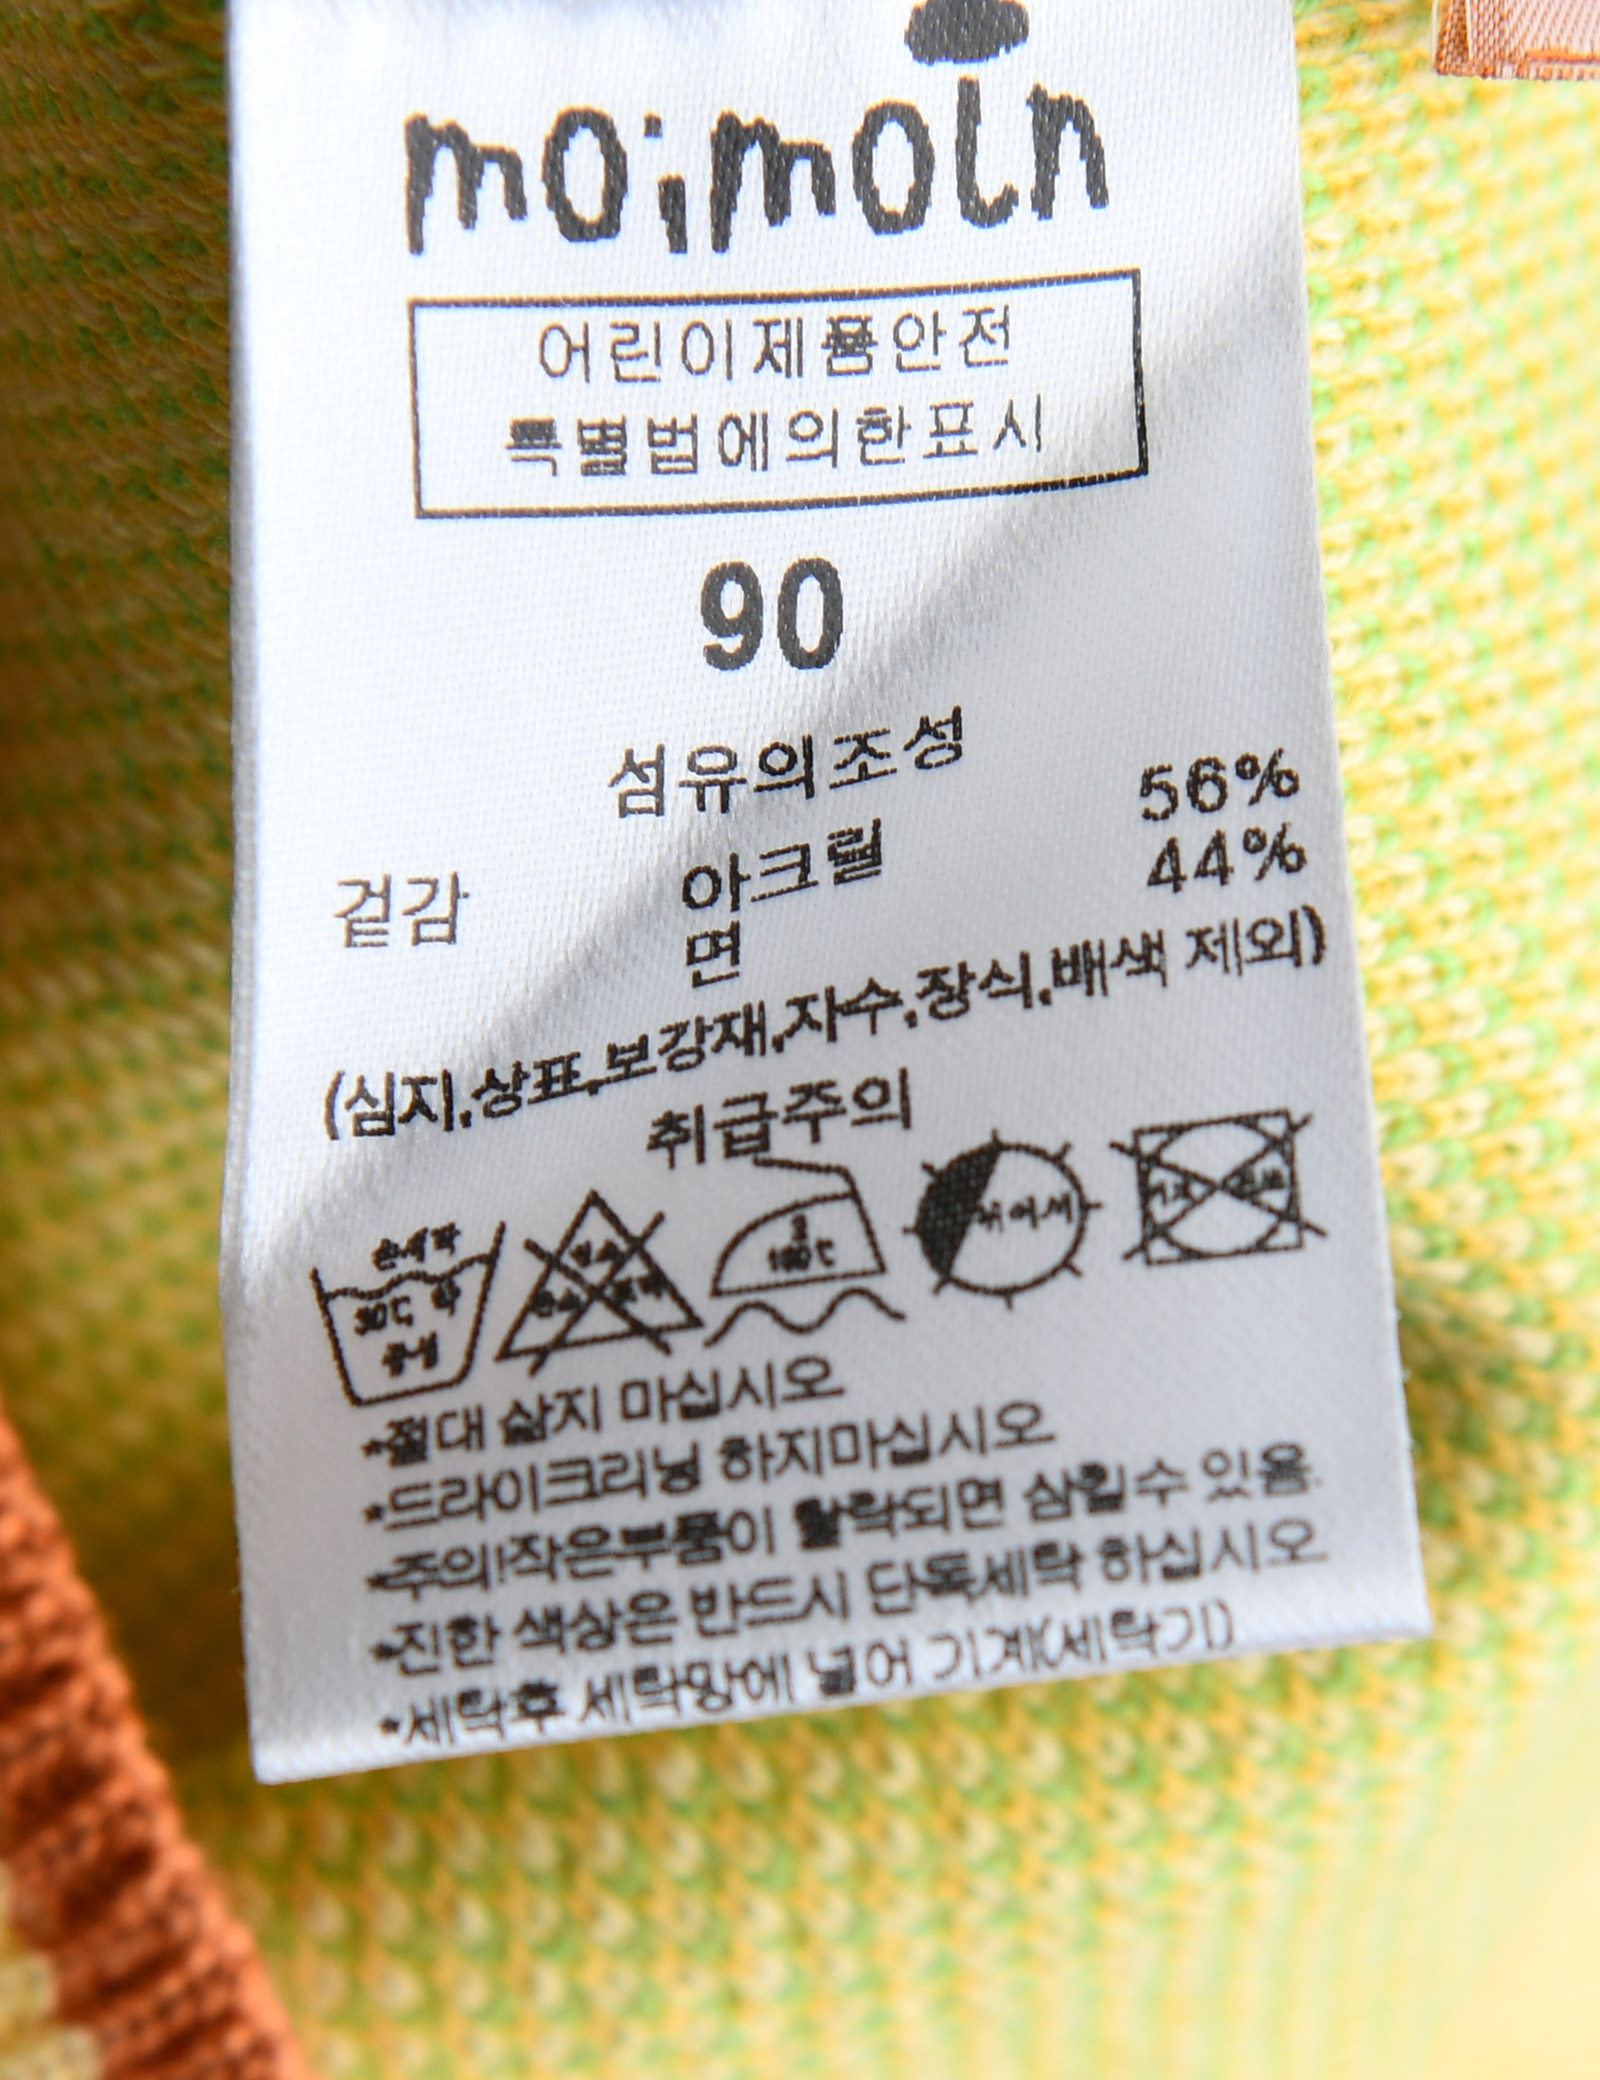 moimoln
어린이제품안전
특별법에의한표시
90
섬유의조성
겉감 아크릴 56%
면 44%
(심지,상표,보강재,자수,장식,배색 제외)
취급주의
손세탁
30℃ 약
중성
180℃
뉘어서
*절대 삶지 마십시오
*드라이크리닝 하지마십시오
*주의!작은부품이 탈락되면 삼킬수 있음.
*진한 색상은 반드시 단독세탁 하십시오
*세탁후 세탁망에 넣어 기계(세탁기)